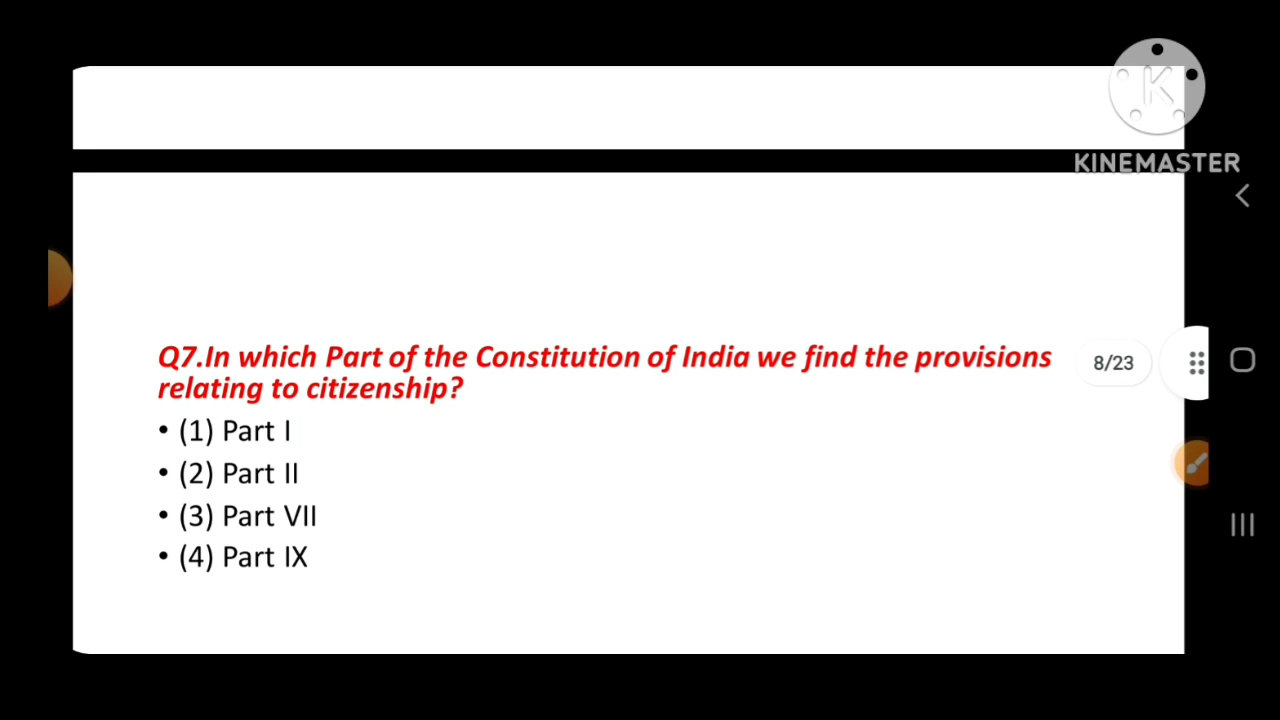 KINEMASTER
Q7.In which Part of the Constitution of India we find the provisions
relating to citizenship?
8/23
• (1) Part I
• (2) Part II
• (3) Part VII
• (4) Part IX